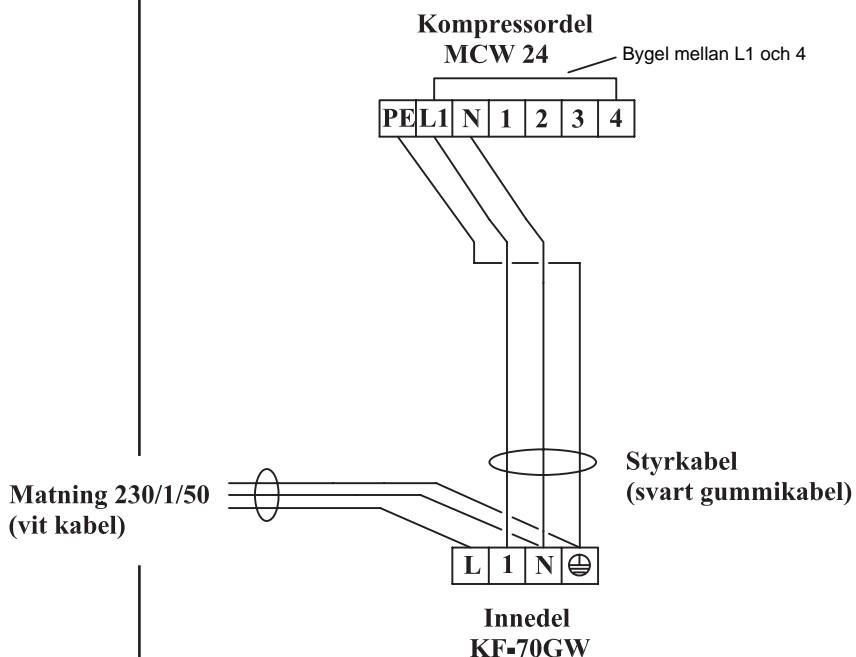 Kompressordel
MCW 24
Bygel mellan L1 och 4
PE L1 N 1 2 3 4
Styrkabel
(svart gummikabel)
Matning 230/1/50
(vit kabel)
L 1 N
Innedel
KF-70GW